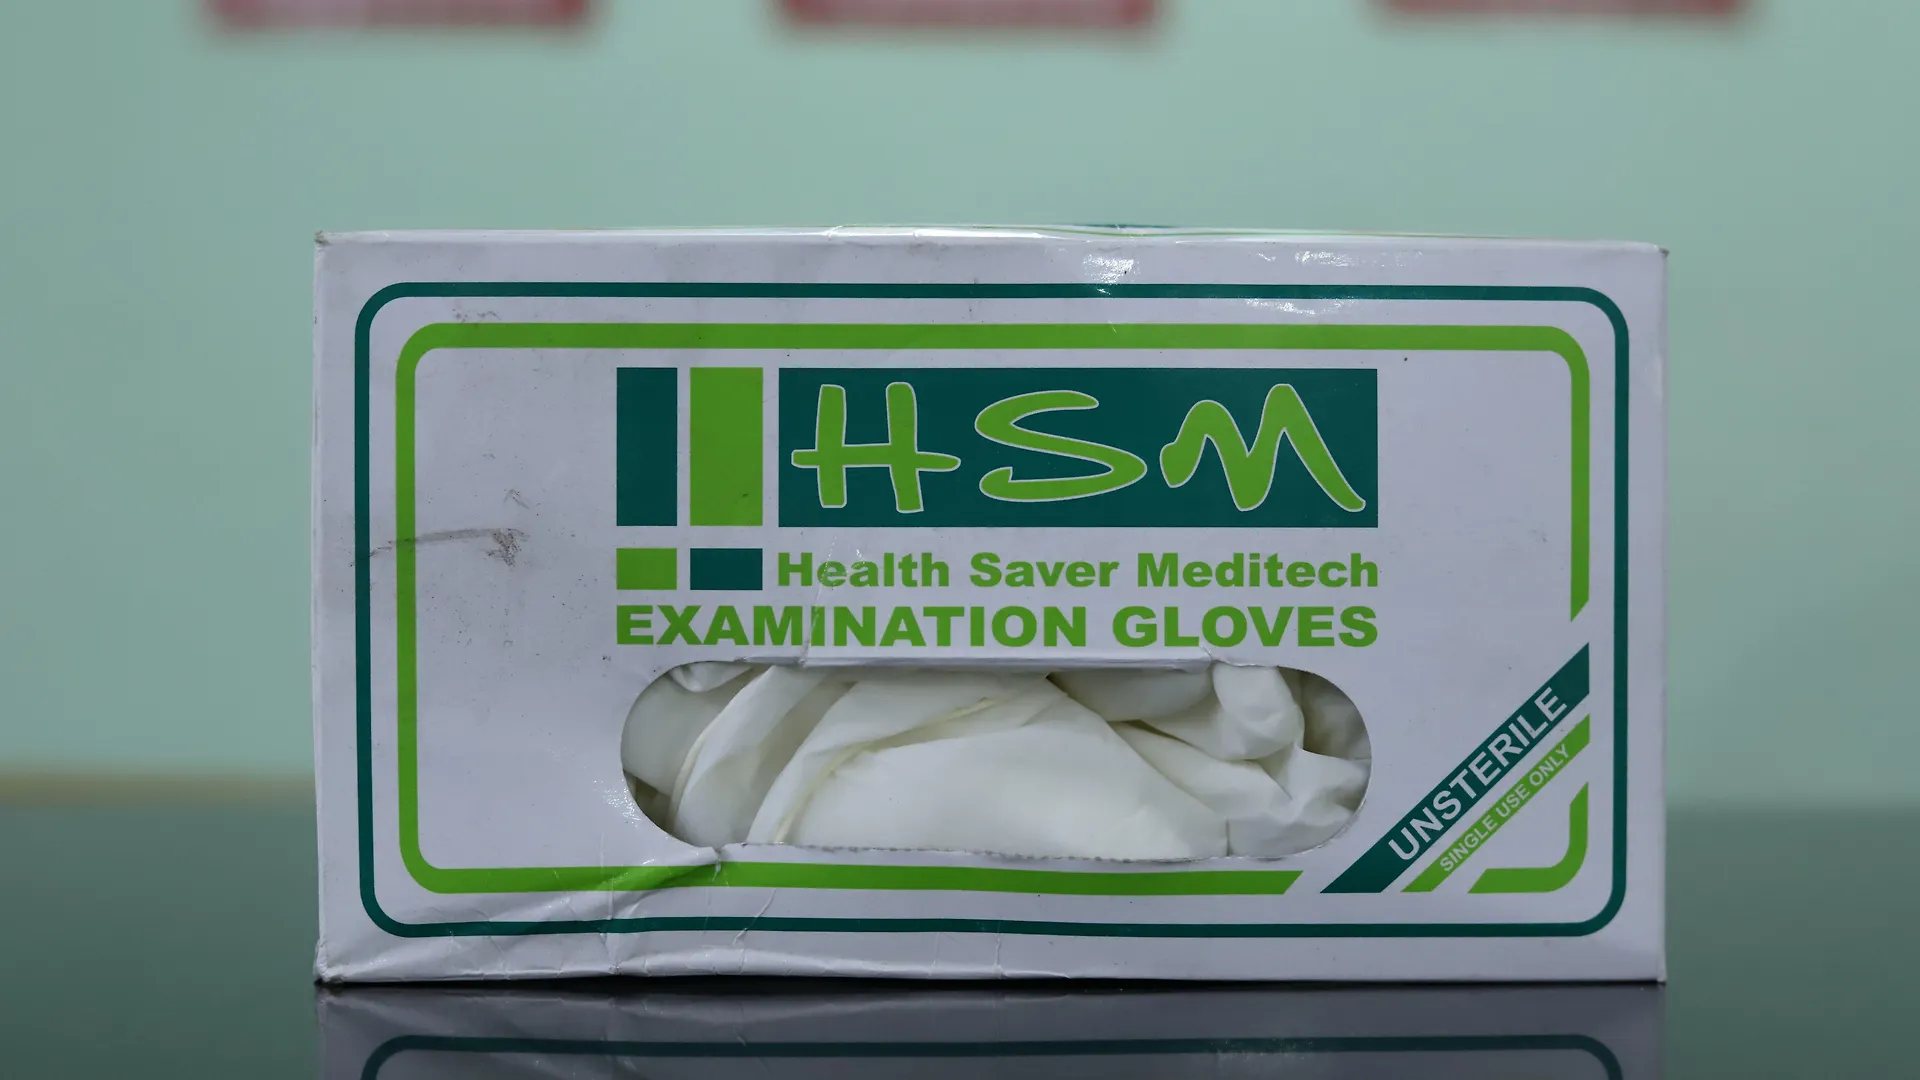 HSM
Health Saver Meditech
EXAMINATION GLOVES
UNSTERILE
SINGLE USE ONLY